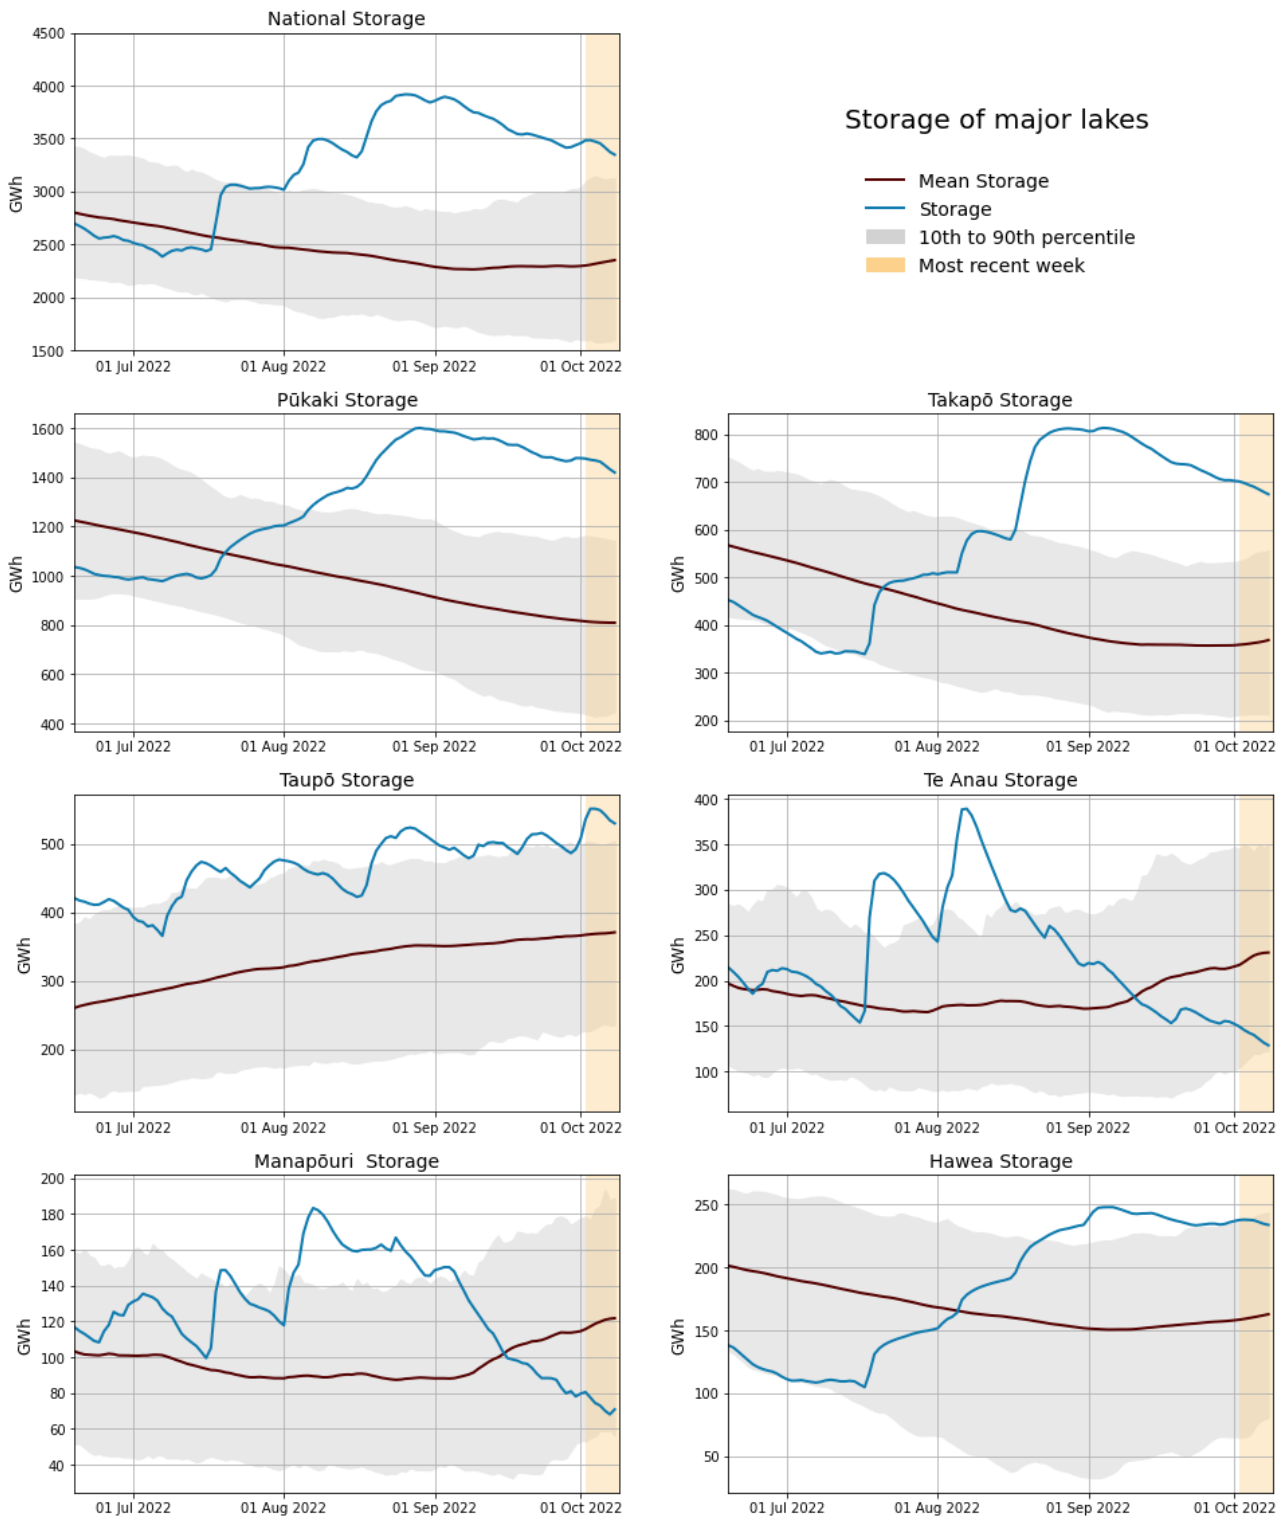 National Storage
4500
4000
3500
3000
2500
2000
1500
GWh
01 Jul 2022 01 Aug 2022 01 Sep 2022 01 Oct 2022
Storage of major lakes
Mean Storage
Storage
10th to 90th percentile
Most recent week
Pūkaki Storage
1600
1400
1200
1000
800
600
400
GWh
01 Jul 2022 01 Aug 2022 01 Sep 2022 01 Oct 2022
Takapō Storage
800
700
600
500
400
300
200
GWh
01 Jul 2022 01 Aug 2022 01 Sep 2022 01 Oct 2022
Taupō Storage
500
400
300
200
GWh
01 Jul 2022 01 Aug 2022 01 Sep 2022 01 Oct 2022
Te Anau Storage
400
350
300
250
200
150
100
GWh
01 Jul 2022 01 Aug 2022 01 Sep 2022 01 Oct 2022
Manapōuri  Storage
200
180
160
140
120
100
80
60
40
GWh
01 Jul 2022 01 Aug 2022 01 Sep 2022 01 Oct 2022
Hawea Storage
250
200
150
100
50
GWh
01 Jul 2022 01 Aug 2022 01 Sep 2022 01 Oct 2022